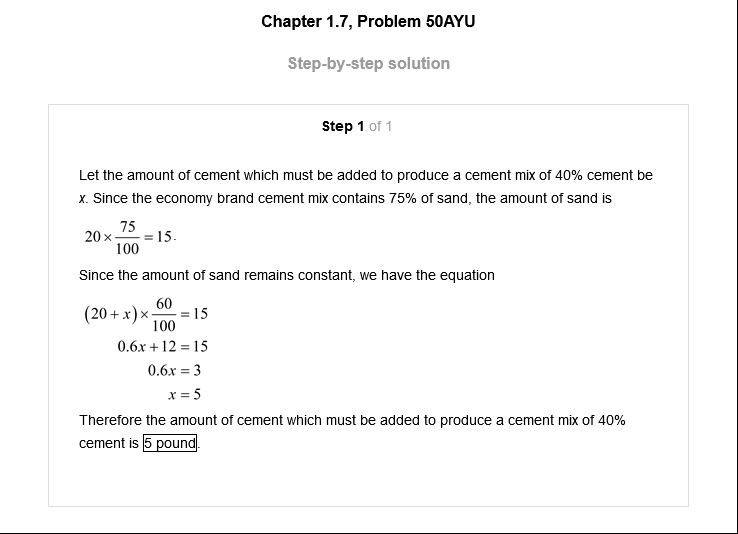 Chapter 1.7, Problem 50AYU
Step-by-step solution
Step 1 of 1
Let the amount of cement which must be added to produce a cement mix of 40% cement be
x. Since the economy brand cement mix contains 75% of sand, the amount of sand is
20 × 75/100 = 15.
Since the amount of sand remains constant, we have the equation
(20 + x) × 60/100 = 15
0.6x + 12 = 15
0.6x = 3
x = 5
Therefore the amount of cement which must be added to produce a cement mix of 40%
cement is 5 pound.